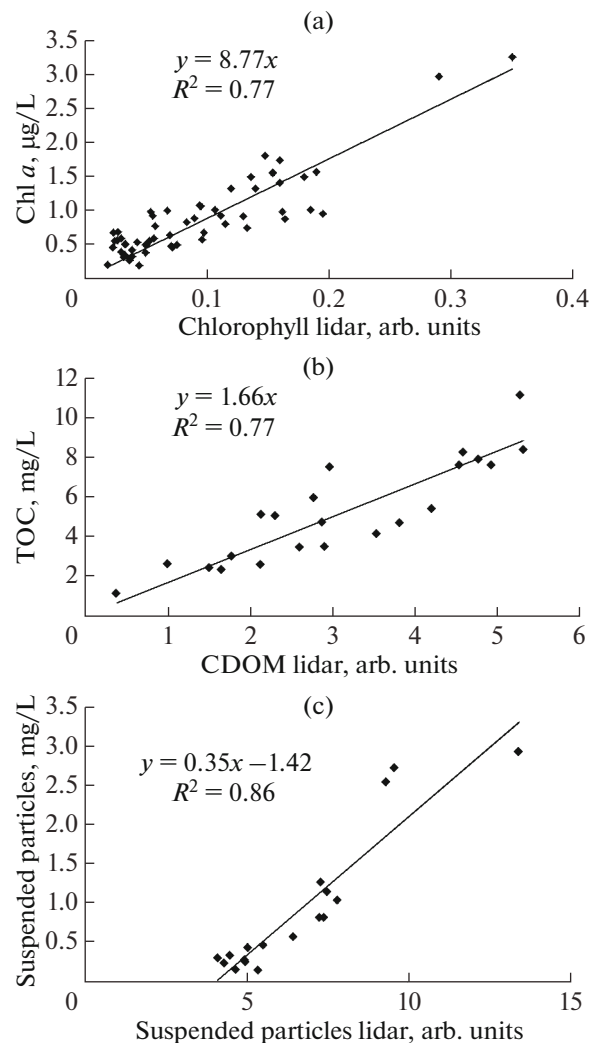 (a)
3.5
3.0
2.5
2.0
1.5
1.0
0.5
0
Chl a, μg/L
y = 8.77x
R² = 0.77
0.1 0.2 0.3 0.4
Chlorophyll lidar, arb. units
(b)
12
10
8
6
4
2
0
TOC, mg/L
y = 1.66x
R² = 0.77
1 2 3 4 5 6
CDOM lidar, arb. units
(c)
3.5
3.0
2.5
2.0
1.5
1.0
0.5
0
Suspended particles, mg/L
y = 0.35x –1.42
R² = 0.86
5 10 15
Suspended particles lidar, arb. units